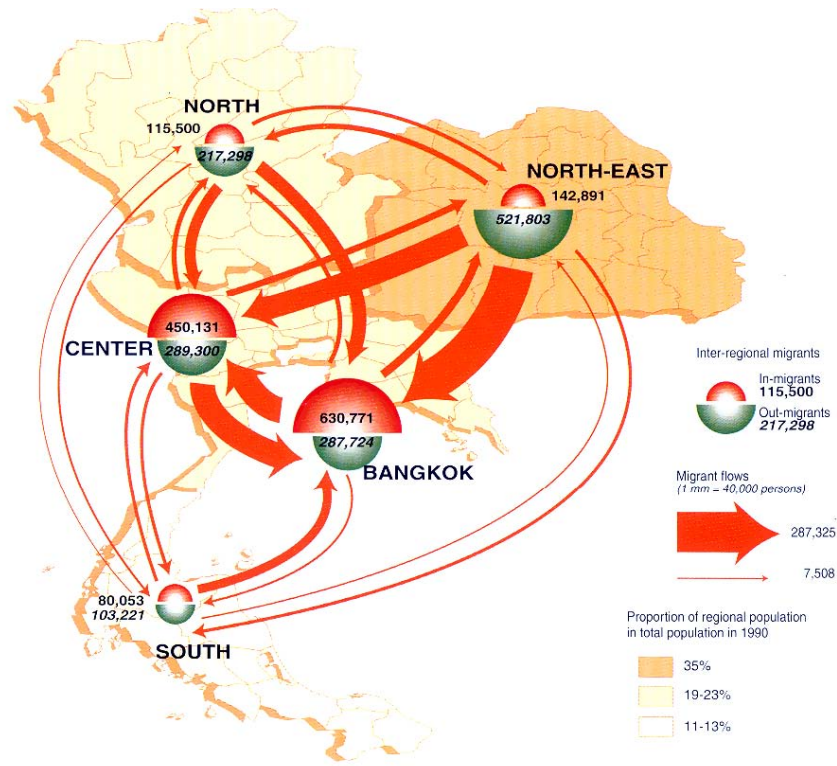 NORTH
115,500
217,298
NORTH-EAST
142,891
521,803
450,131
CENTER
289,300
630,771
287,724
BANGKOK
80,053
103,221
SOUTH
Inter-regional migrants
In-migrants
115,500
Out-migrants
217,298
Migrant flows
(1 mm = 40,000 persons)
287,325
7,508
Proportion of regional population
in total population in 1990
35%
19-23%
11-13%